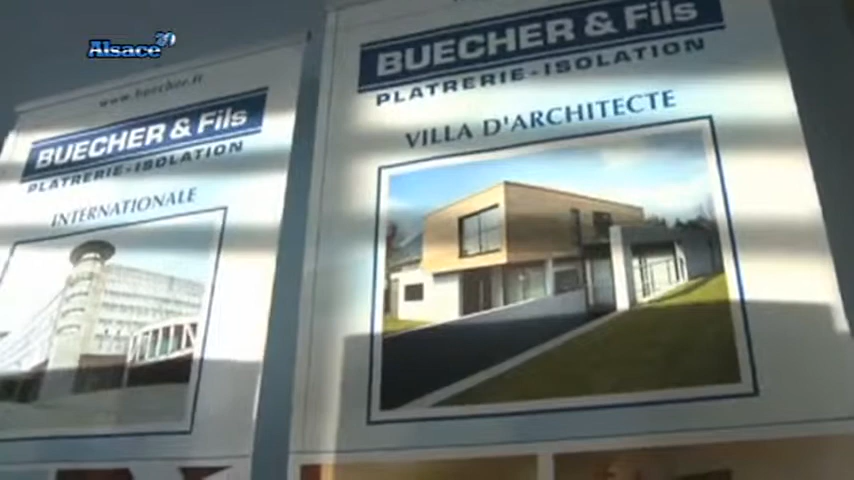 Alsace20
www.buecher.fr
BUECHER & Fils
PLATRERIE-ISOLATION
INTERNATIONALE
BUECHER & Fils
PLATRERIE-ISOLATION
VILLA D'ARCHITECTE